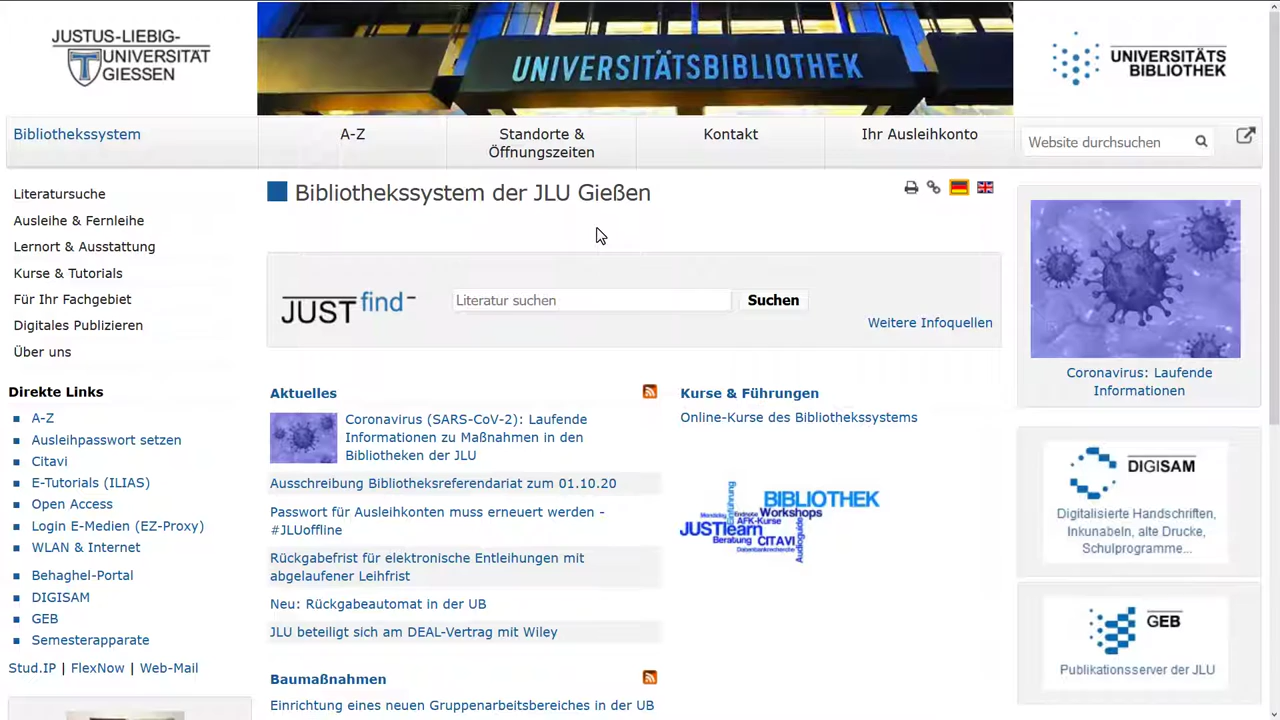 JUSTUS-LIEBIG-
UNIVERSITÄT
GIESSEN
UNIVERSITÄTSBIBLIOTHEK
UNIVERSITÄTS
BIBLIOTHEK
Bibliothekssystem
A-Z
Standorte &
Öffnungszeiten
Kontakt
Ihr Ausleihkonto
Website durchsuchen
Literatursuche
Ausleihe & Fernleihe
Lernort & Ausstattung
Kurse & Tutorials
Für Ihr Fachgebiet
Digitales Publizieren
Über uns
Direkte Links
A-Z
Ausleihpasswort setzen
Citavi
E-Tutorials (ILIAS)
Open Access
Login E-Medien (EZ-Proxy)
WLAN & Internet
Behaghel-Portal
DIGISAM
GEB
Semesterapparate
Stud.IP | FlexNow | Web-Mail
Bibliothekssystem der JLU Gießen
JUST find
Literatur suchen
Suchen
Weitere Infoquellen
Aktuelles
Coronavirus (SARS-CoV-2): Laufende
Informationen zu Maßnahmen in den
Bibliotheken der JLU
Ausschreibung Bibliotheksreferendariat zum 01.10.20
Passwort für Ausleihkonten muss erneuert werden -
#JLUoffline
Rückgabefrist für elektronische Entleihungen mit
abgelaufener Leihfrist
Neu: Rückgabeautomat in der UB
JLU beteiligt sich am DEAL-Vertrag mit Wiley
Baumaßnahmen
Einrichtung eines neuen Gruppenarbeitsbereiches in der UB
Kurse & Führungen
Online-Kurse des Bibliothekssystems
Einführung
BIBLIOTHEK
Endnote
Workshops
AFK-Kurse
JUSTlearn
Beratung
CITAVI
Datenbankrecherche
Audioguide
Coronavirus: Laufende
Informationen
DIGISAM
Digitalisierte Handschriften,
Inkunabeln, alte Drucke,
Schulprogramme...
GEB
Publikationsserver der JLU